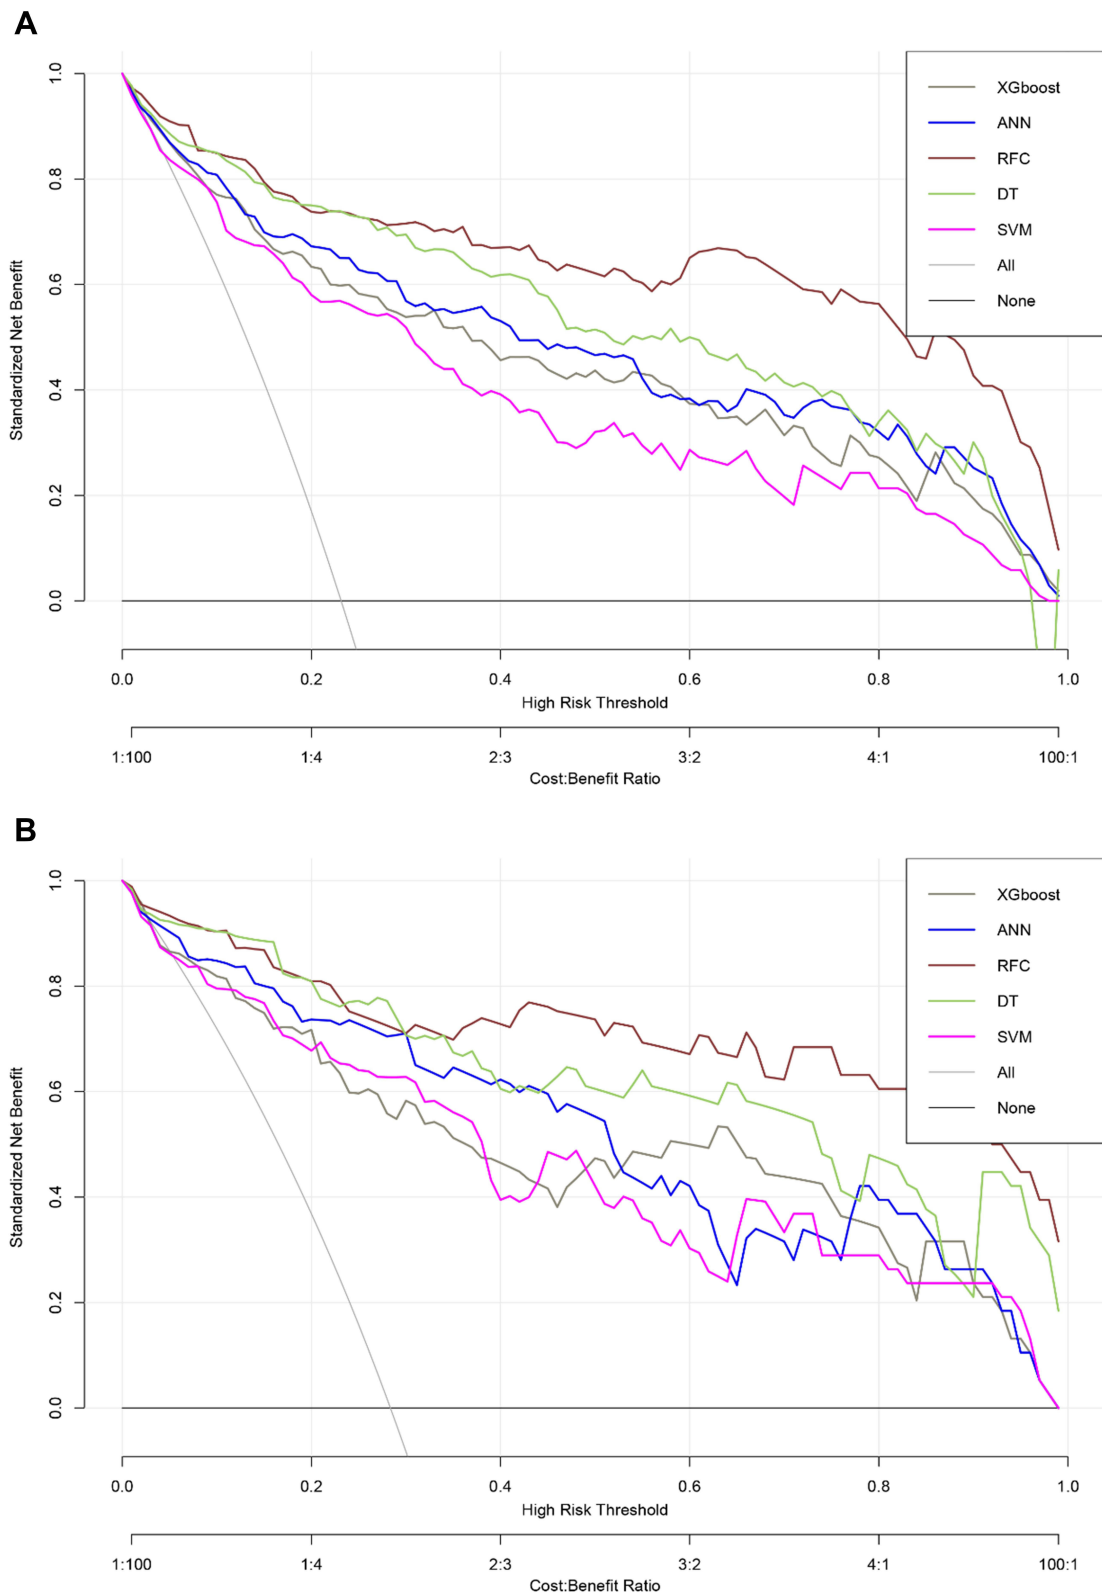 A
XGboost
ANN
RFC
DT
SVM
All
None
Standardized Net Benefit
1.0
0.8
0.6
0.4
0.2
0.0
0.0 0.2 0.4 0.6 0.8 1.0
High Risk Threshold
1:100 1:4 2:3 3:2 4:1 100:1
Cost:Benefit Ratio
B
XGboost
ANN
RFC
DT
SVM
All
None
Standardized Net Benefit
1.0
0.8
0.6
0.4
0.2
0.0
0.0 0.2 0.4 0.6 0.8 1.0
High Risk Threshold
1:100 1:4 2:3 3:2 4:1 100:1
Cost:Benefit Ratio